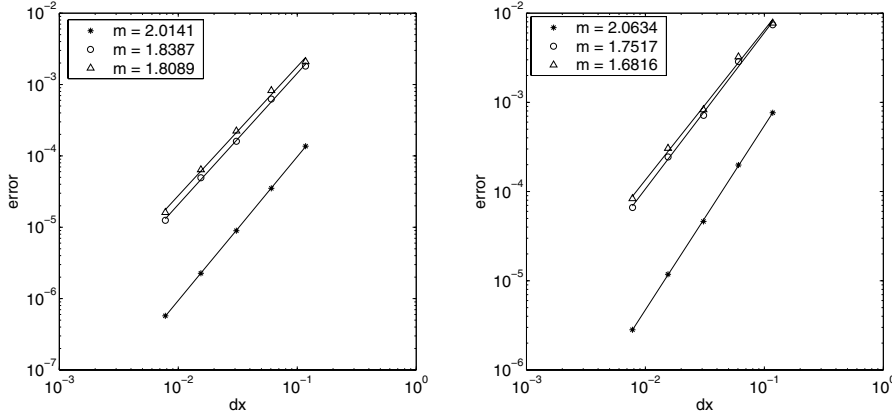 10⁻²
10⁻³
10⁻⁴
10⁻⁵
10⁻⁶
10⁻⁷
error
m = 2.0141
m = 1.8387
m = 1.8089
10⁻³
10⁻²
10⁻¹
10⁰
dx
10⁻²
10⁻³
10⁻⁴
10⁻⁵
10⁻⁶
error
m = 2.0634
m = 1.7517
m = 1.6816
10⁻³
10⁻²
10⁻¹
10⁰
dx